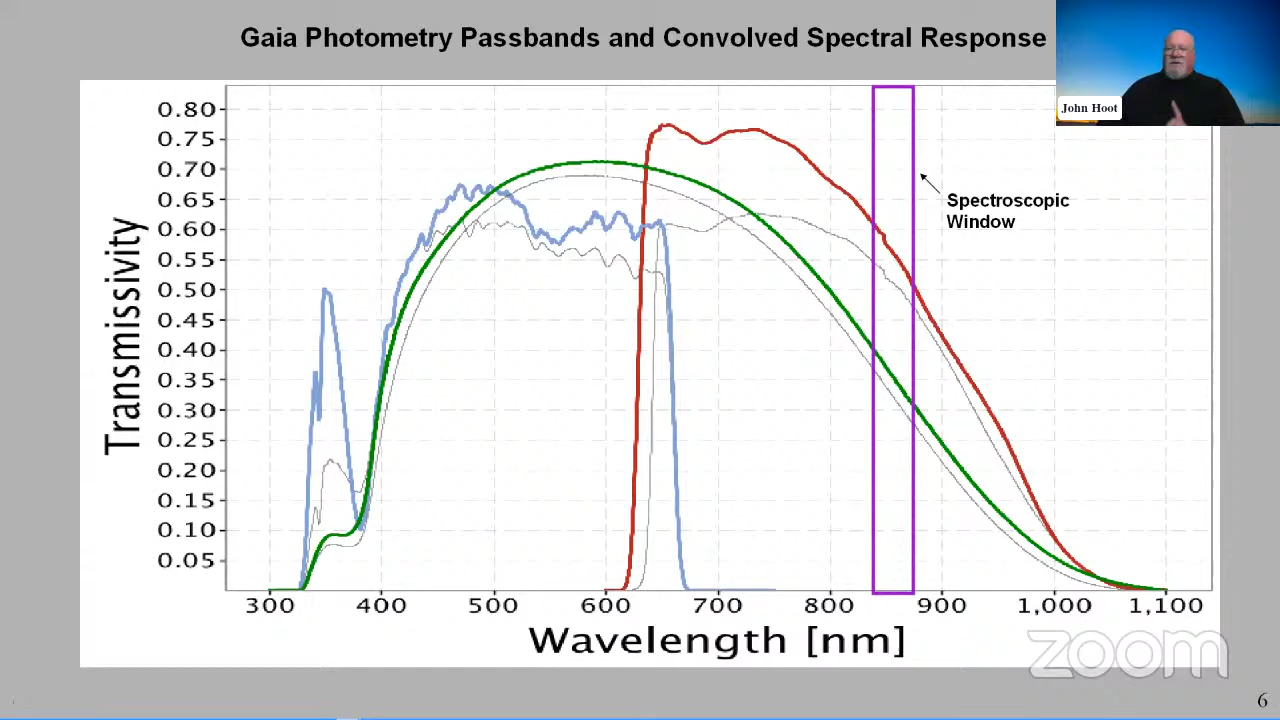 Gaia Photometry Passbands and Convolved Spectral Response
John Hoot
0.80
0.75
0.70
0.65
0.60
0.55
0.50
0.45
0.40
0.35
0.30
0.25
0.20
0.15
0.10
0.05
Transmissivity
Spectroscopic
Window
300 400 500 600 700 800 900 1,000 1,100
Wavelength [nm]
zoom
6